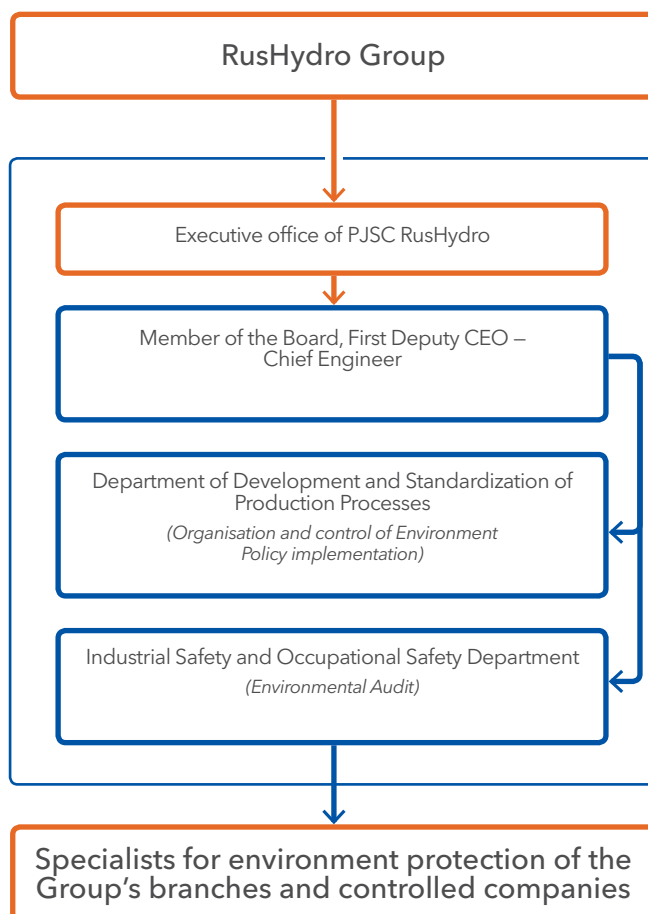 RusHydro Group
Executive office of PJSC RusHydro
Member of the Board, First Deputy CEO –
Chief Engineer
Department of Development and Standardization of
Production Processes
(Organisation and control of Environment
Policy implementation)
Industrial Safety and Occupational Safety Department
(Environmental Audit)
Specialists for environment protection of the
Group’s branches and controlled companies